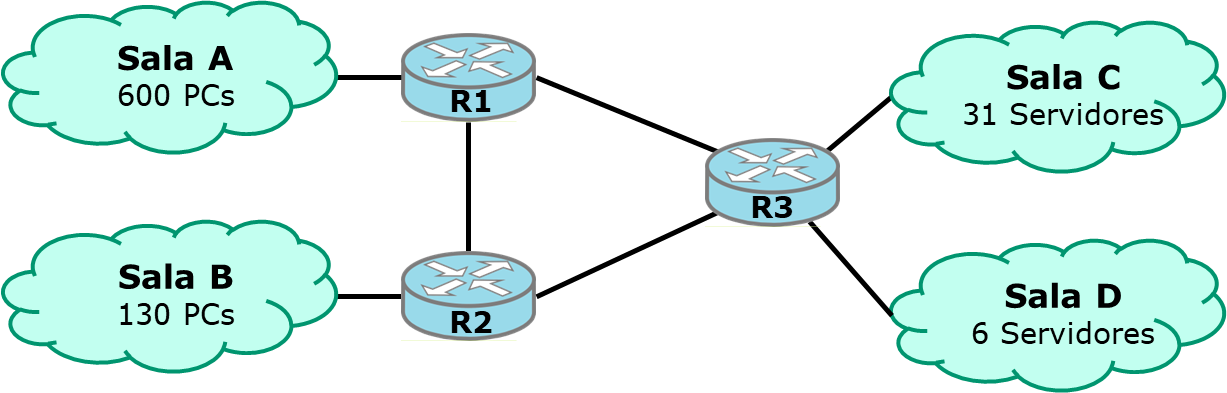 Sala A
600 PCs
R1
Sala C
31 Servidores
R3
Sala B
130 PCs
R2
Sala D
6 Servidores